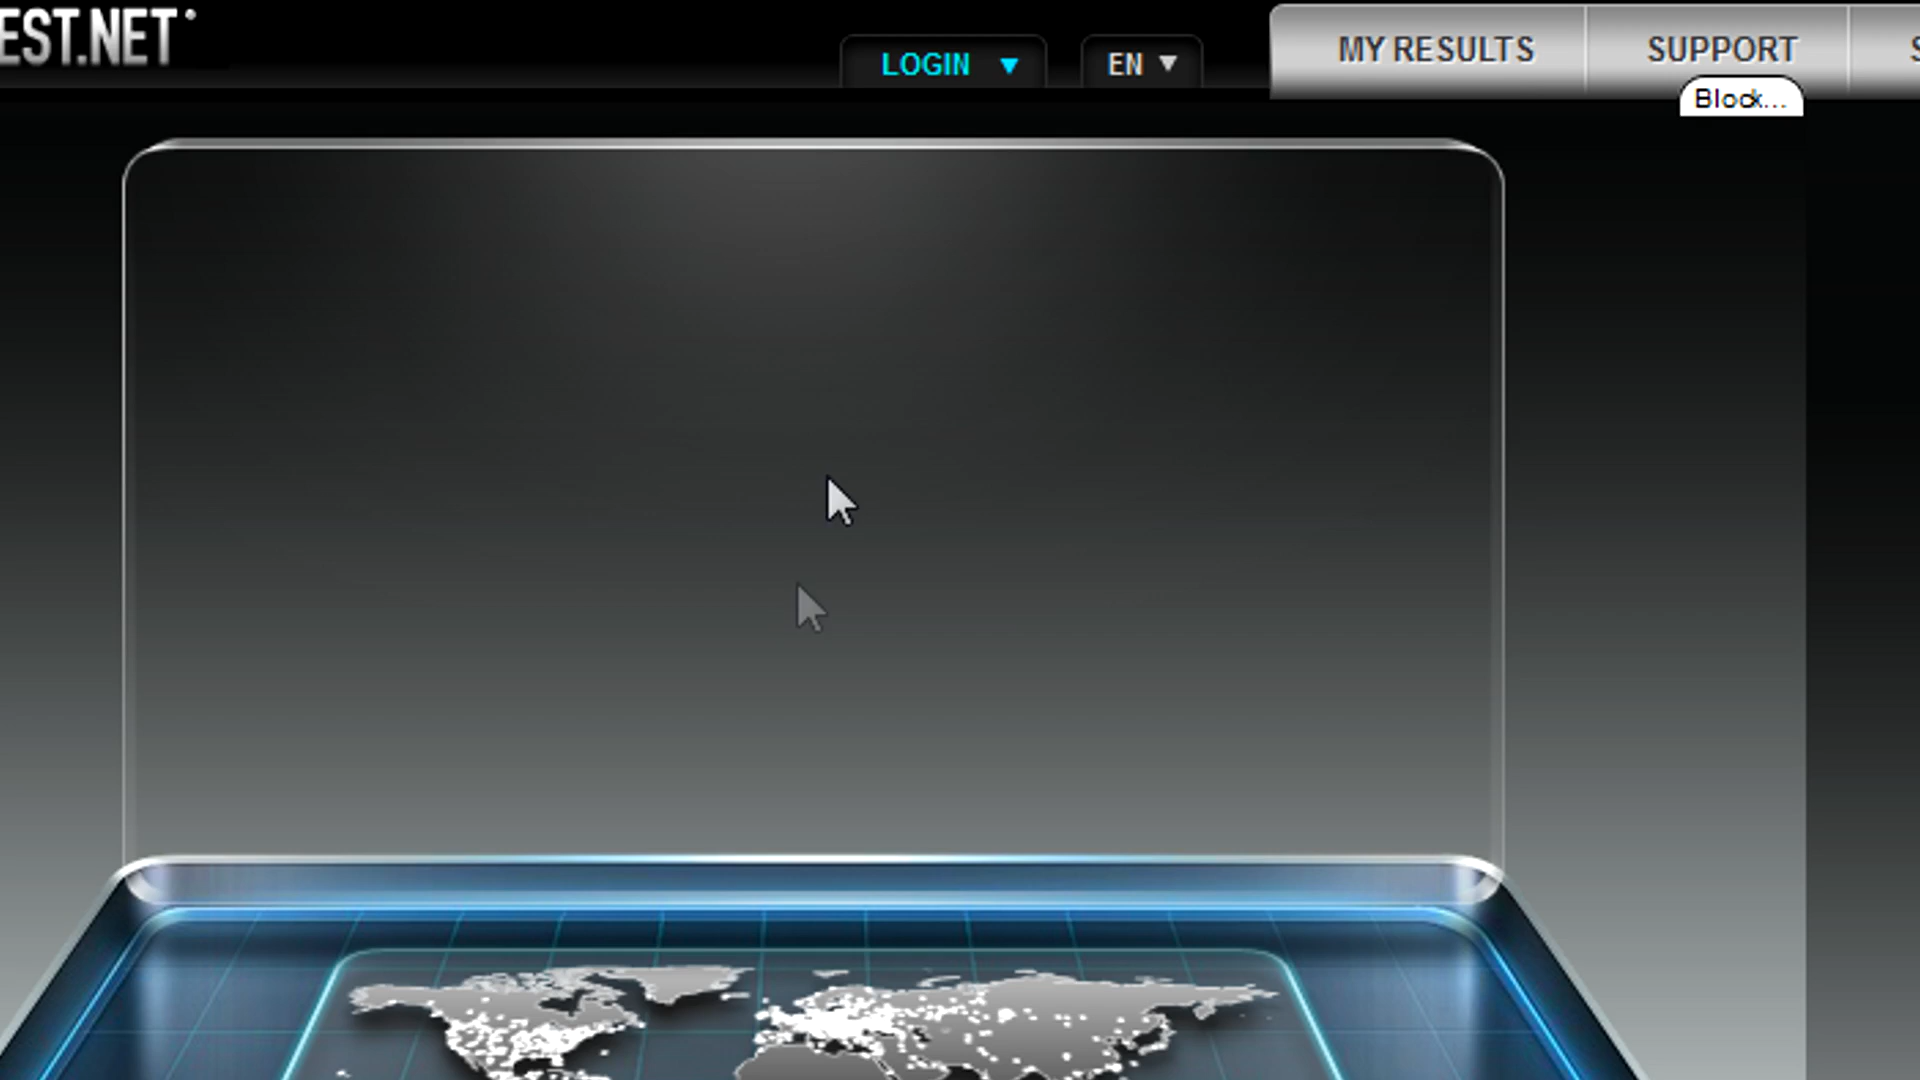 EST.NET
LOGIN
EN
MY RESULTS
SUPPORT
Block...